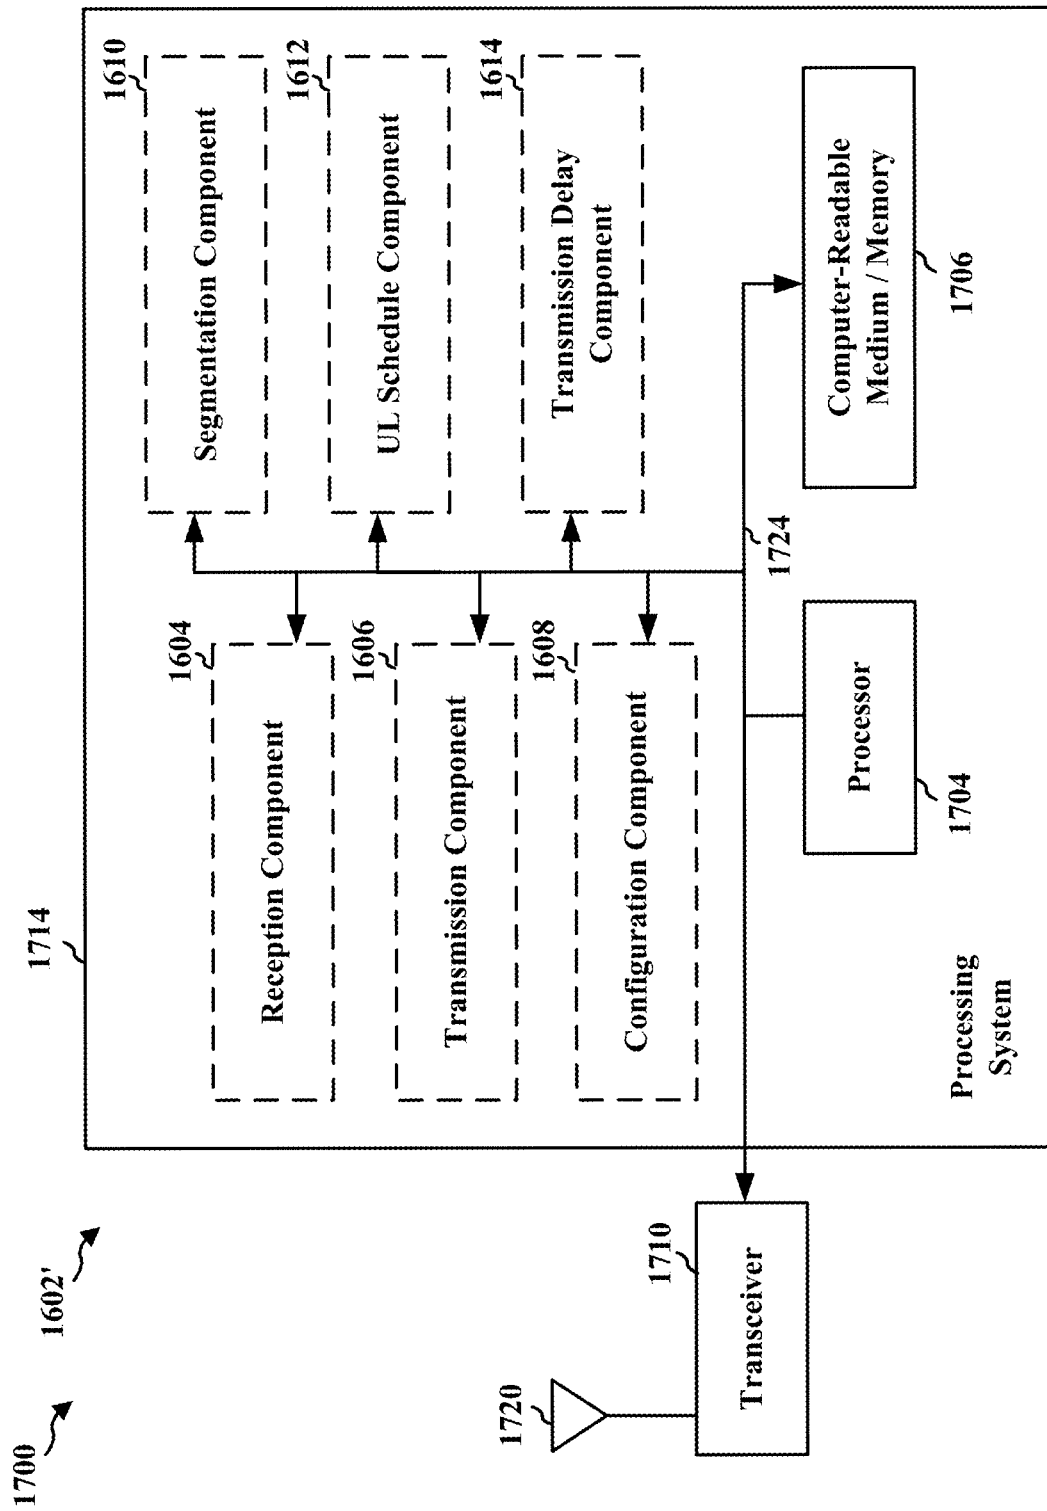 1700
1602'
1714
1604
Reception Component
1610
Segmentation Component
1606
Transmission Component
1612
UL Schedule Component
1608
Configuration Component
1614
Transmission Delay
Component
1720
1710
Transceiver
1724
Processor
1704
Computer-Readable
Medium / Memory
1706
Processing
System